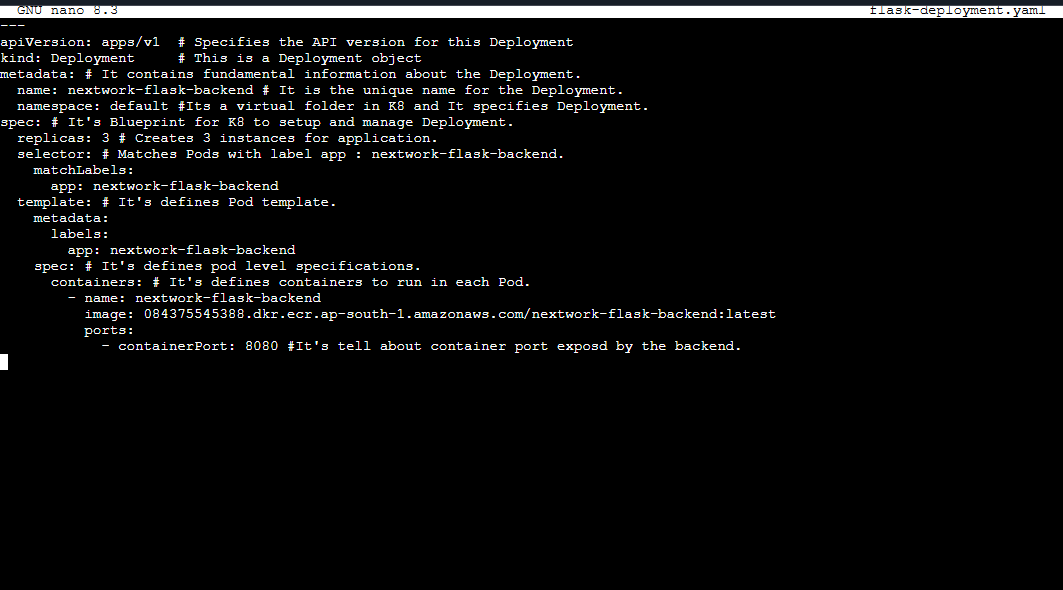 GNU nano 8.3 flask-deployment.yaml
---
apiVersion: apps/v1  # Specifies the API version for this Deployment
kind: Deployment     # This is a Deployment object
metadata: # It contains fundamental information about the Deployment.
  name: nextwork-flask-backend # It is the unique name for the Deployment.
  namespace: default #Its a virtual folder in K8 and It specifies Deployment.
spec: # It's Blueprint for K8 to setup and manage Deployment.
  replicas: 3 # Creates 3 instances for application.
  selector: # Matches Pods with label app : nextwork-flask-backend.
    matchLabels:
      app: nextwork-flask-backend
  template: # It's defines Pod template.
    metadata:
      labels:
        app: nextwork-flask-backend
    spec: # It's defines pod level specifications.
      containers: # It's defines containers to run in each Pod.
        - name: nextwork-flask-backend
          image: 084375545388.dkr.ecr.ap-south-1.amazonaws.com/nextwork-flask-backend:latest
          ports:
            - containerPort: 8080 #It's tell about container port exposd by the backend.